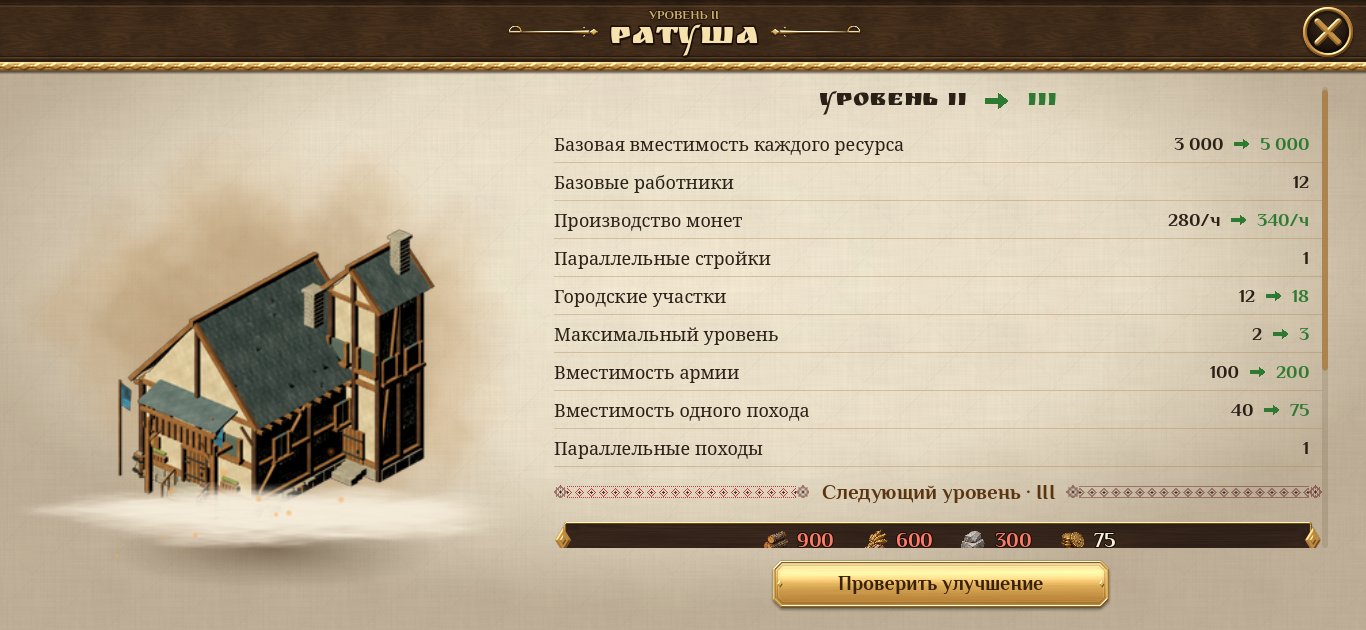 УРОВЕНЬ II
РАТУША
УРОВЕНЬ II → III
Базовая вместимость каждого ресурса 3 000 → 5 000
Базовые работники 12
Производство монет 280/ч → 340/ч
Параллельные стройки 1
Городские участки 12 → 18
Максимальный уровень 2 → 3
Вместимость армии 100 → 200
Вместимость одного похода 40 → 75
Параллельные походы 1
Следующий уровень · III
900 600 300 75
Проверить улучшение